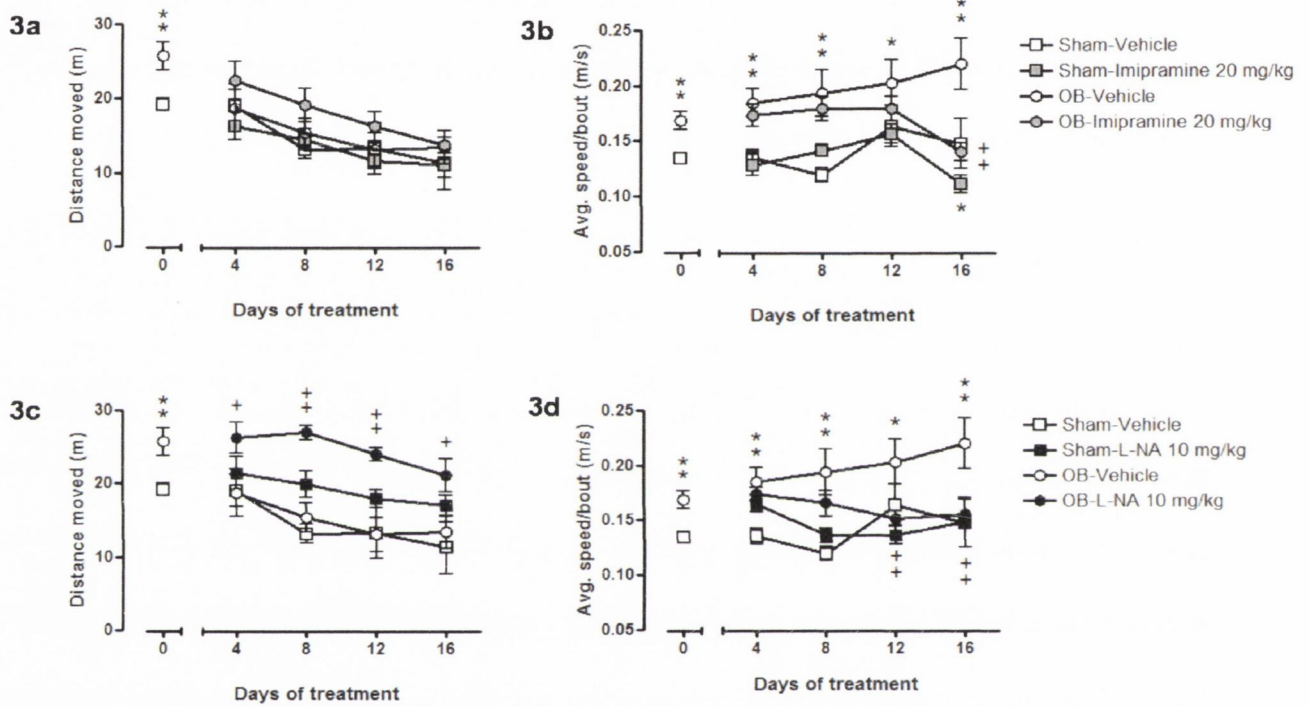 3a
Distance moved (m)
30
20
10
0
* *
0
4
8
12
16
Days of treatment
3b
Avg. speed/bout (m/s)
0.25
0.20
0.15
0.10
0.05
* *
* *
* *
*
* *
+ +
*
0
4
8
12
16
Days of treatment
Sham-Vehicle
Sham-Imipramine 20 mg/kg
OB-Vehicle
OB-Imipramine 20 mg/kg
3c
Distance moved (m)
30
20
10
0
* *
+
+ +
+ +
+
0
4
8
12
16
Days of treatment
3d
Avg. speed/bout (m/s)
0.25
0.20
0.15
0.10
0.05
* *
* *
* *
*
* *
+ +
+ +
0
4
8
12
16
Days of treatment
Sham-Vehicle
Sham-L-NA 10 mg/kg
OB-Vehicle
OB-L-NA 10 mg/kg